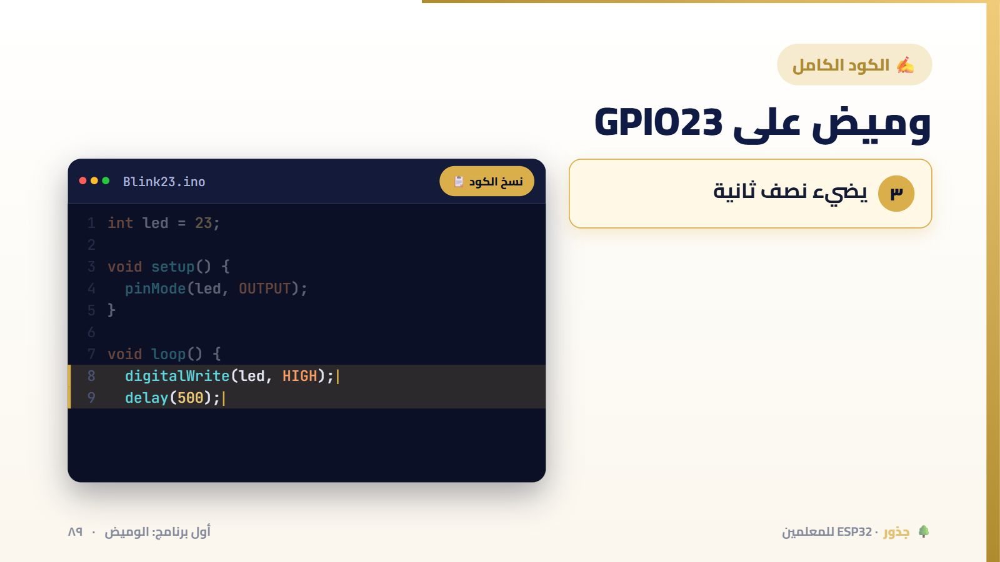 ✍️ الكود الكامل
وميض على GPIO23
٣ يضيء نصف ثانية
Blink23.ino
نسخ الكود 📋
1 int led = 23;
2
3 void setup() {
4   pinMode(led, OUTPUT);
5 }
6
7 void loop() {
8   digitalWrite(led, HIGH);
9   delay(500);
🌳 جذور · ESP32 للمعلمين
أول برنامج: الوميض · ٨٩